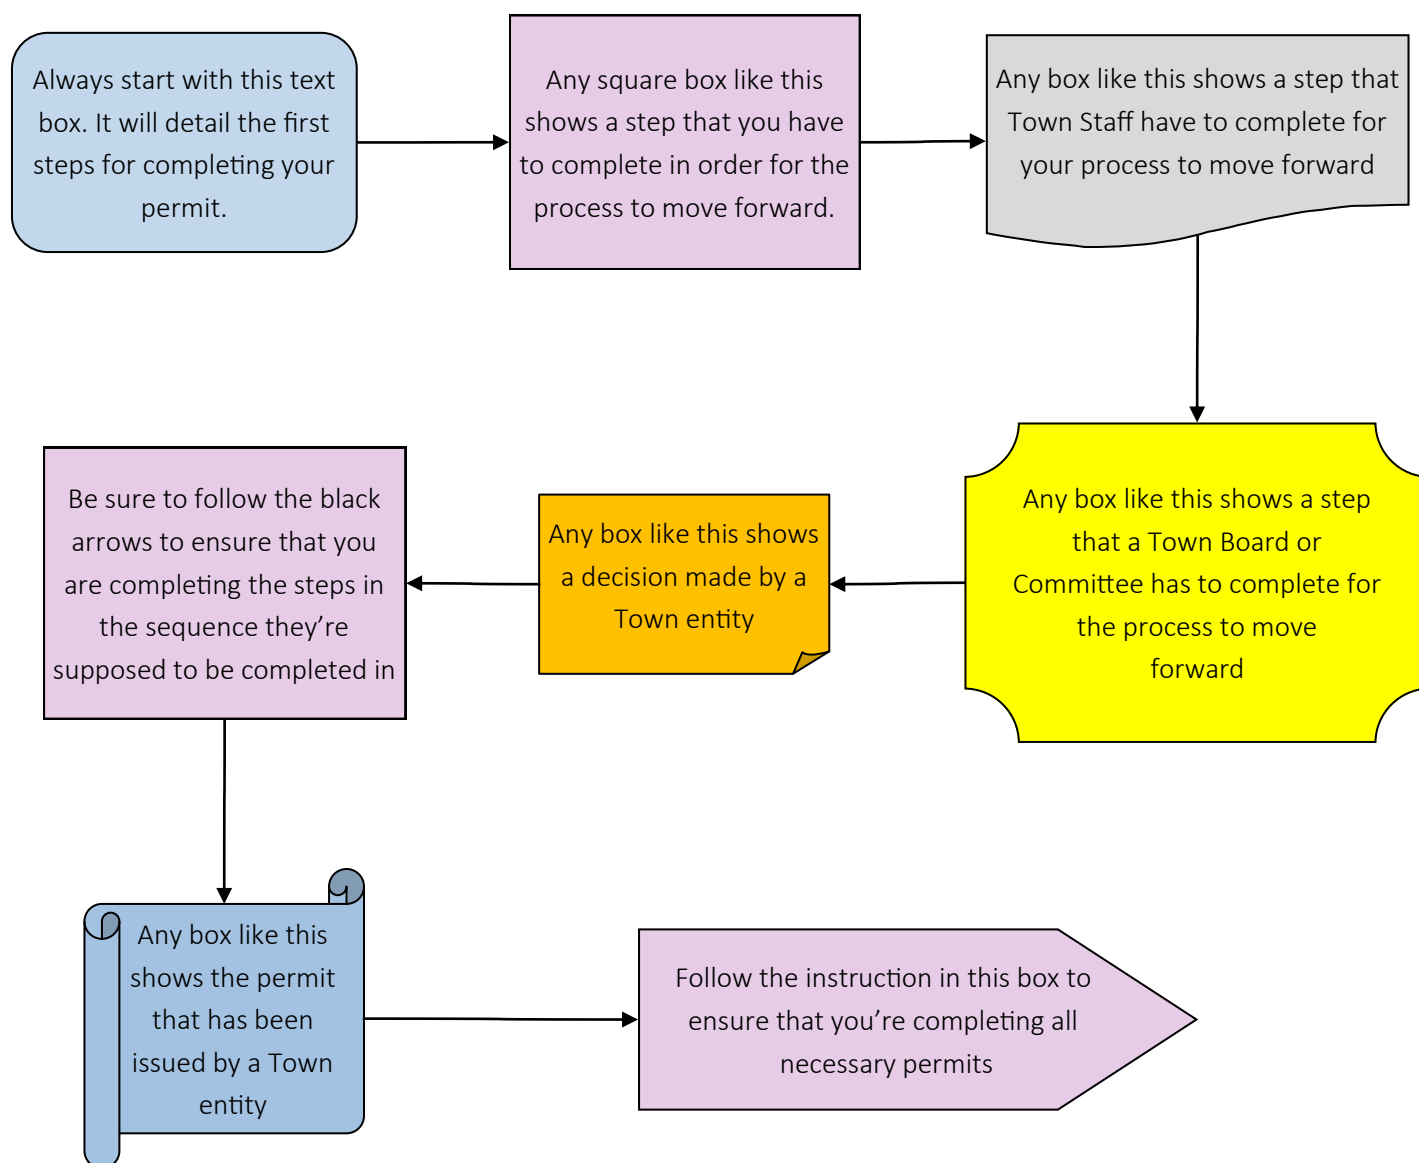 Always start with this text
box. It will detail the first
steps for completing your
permit.
Any square box like this
shows a step that you have
to complete in order for the
process to move forward.
Any box like this shows a step that
Town Staff have to complete for
your process to move forward
Any box like this shows a step
that a Town Board or
Committee has to complete for
the process to move
forward
Any box like this shows
a decision made by a
Town entity
Be sure to follow the black
arrows to ensure that you
are completing the steps in
the sequence they’re
supposed to be completed in
Any box like this
shows the permit
that has been
issued by a Town
entity
Follow the instruction in this box to
ensure that you’re completing all
necessary permits